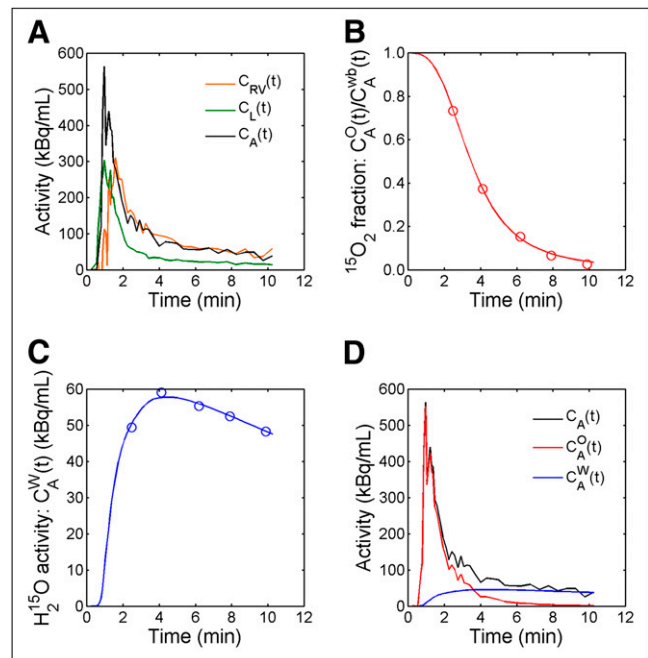 A
600
500
400
300
200
100
0
0 2 4 6 8 10 12
Activity (kBq/mL)
Time (min)
C_RV(t)
C_L(t)
C_A(t)
B
1.0
0.8
0.6
0.4
0.2
0.0
0 2 4 6 8 10 12
¹⁵O₂ fraction: C_A^O(t)/C_A^wb(t)
Time (min)
C
60
50
40
30
20
10
0
0 2 4 6 8 10 12
H₂¹⁵O activity: C_A^W(t) (kBq/mL)
Time (min)
D
600
500
400
300
200
100
0
0 2 4 6 8 10 12
Activity (kBq/mL)
Time (min)
C_A(t)
C_A^O(t)
C_A^W(t)